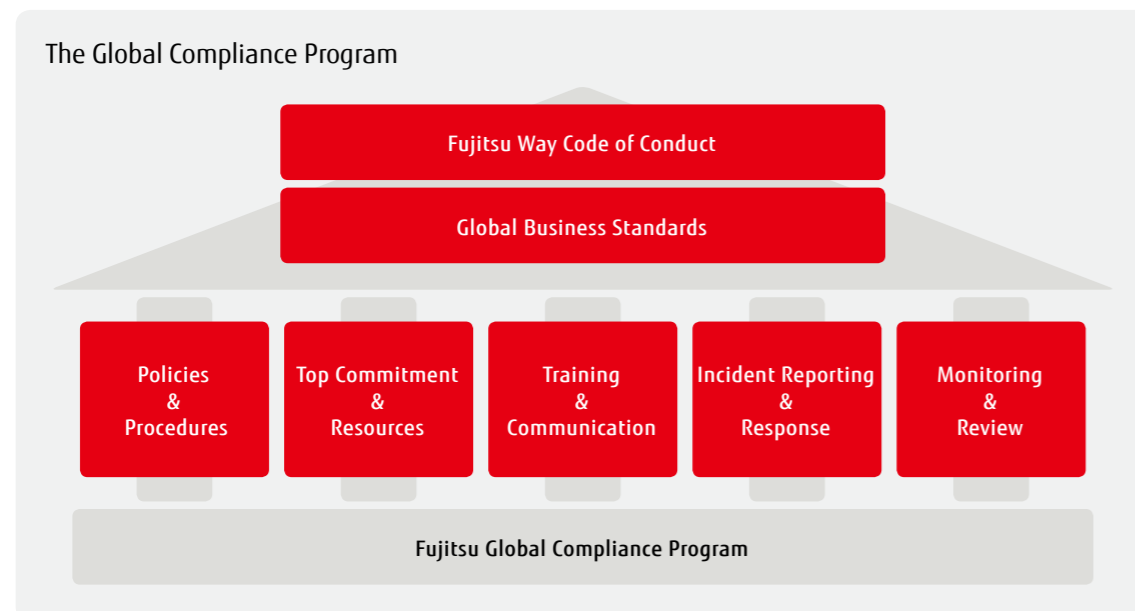 The Global Compliance Program
Fujitsu Way Code of Conduct
Global Business Standards
Policies
&
Procedures
Top Commitment
&
Resources
Training
&
Communication
Incident Reporting
&
Response
Monitoring
&
Review
Fujitsu Global Compliance Program